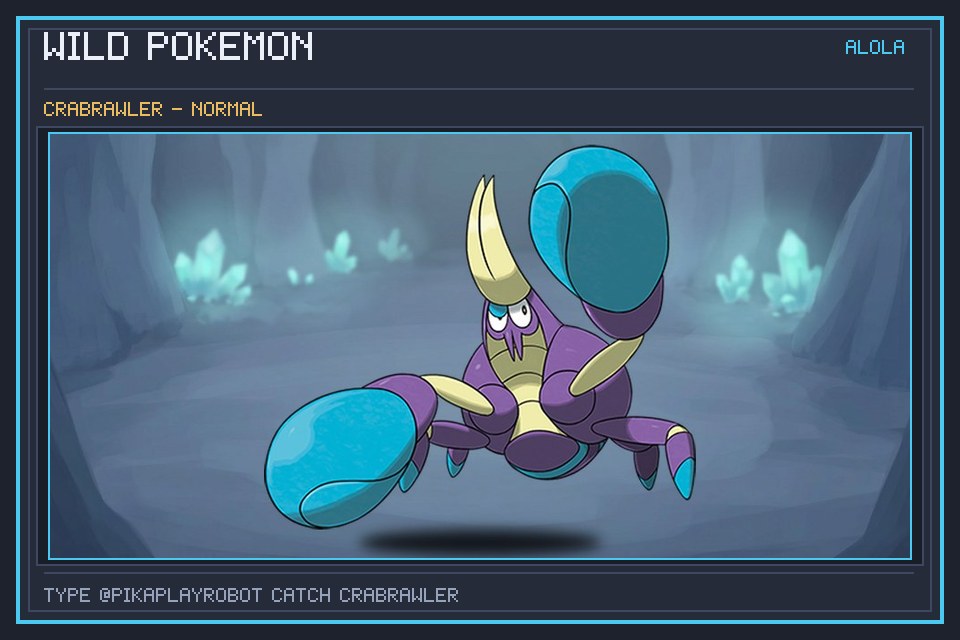 WILD POKEMON
ALOLA
CRABRAWLER - NORMAL
TYPE @PIKAPLAYROBOT CATCH CRABRAWLER